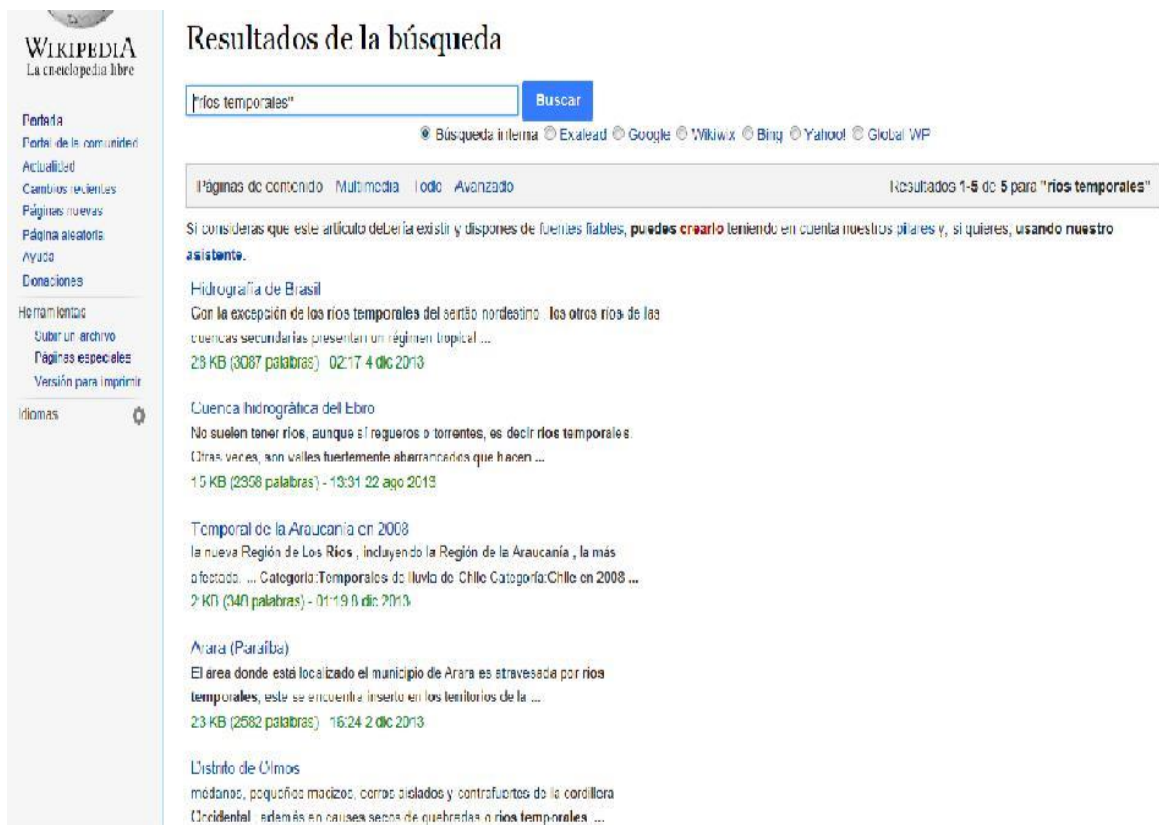 WIKIPEDIA
La enciclopedia libre
Portada
Portal de la comunidad
Actualidad
Cambios recientes
Páginas nuevas
Página aleatoria
Ayuda
Donaciones
Herramientas
Subir un archivo
Páginas especiales
Versión para imprimir
Idiomas
Resultados de la búsqueda
"ríos temporales"
Buscar
Búsqueda interna Exalead Google Wikiwix Bing Yahoo! Global WP
Páginas de contenido Multimedia Todo Avanzado Resultados 1-5 de 5 para "rios temporales"
Si consideras que este artículo debería existir y dispones de fuentes fiables, puedes crearlo teniendo en cuenta nuestros pilares y, si quieres, usando nuestro
asistente.
Hidrografía de Brasil
Con la excepción de los ríos temporales del sertão nordestino , los otros ríos de las
cuencas secundarias presentan un régimen tropical ...
28 KB (3087 palabras) - 02:17 4 dic 2013
Cuenca hidrográfica del Ebro
No suelen tener ríos, aunque sí regueros o torrentes, es decir ríos temporales.
Otras veces, son valles fuertemente abarrancados que hacen ...
15 KB (2358 palabras) - 13:31 22 ago 2013
Temporal de la Araucanía en 2008
la nueva Región de Los Ríos , incluyendo la Región de la Araucanía , la más
afectada. ... Categoría:Temporales de lluvia de Chile Categoría:Chile en 2008 ...
2 KB (340 palabras) - 01:19 8 dic 2013
Arara (Paraíba)
El área donde está localizado el municipio de Arara es atravesada por rios
temporales, este se encuentra inserto en los territorios de la ...
23 KB (2582 palabras) - 16:24 2 dic 2013
Distrito de Olmos
médanos, pequeños macizos, cerros aislados y contrafuertes de la cordillera
Occidental , además en causes secos de quebradas o rios temporales ...